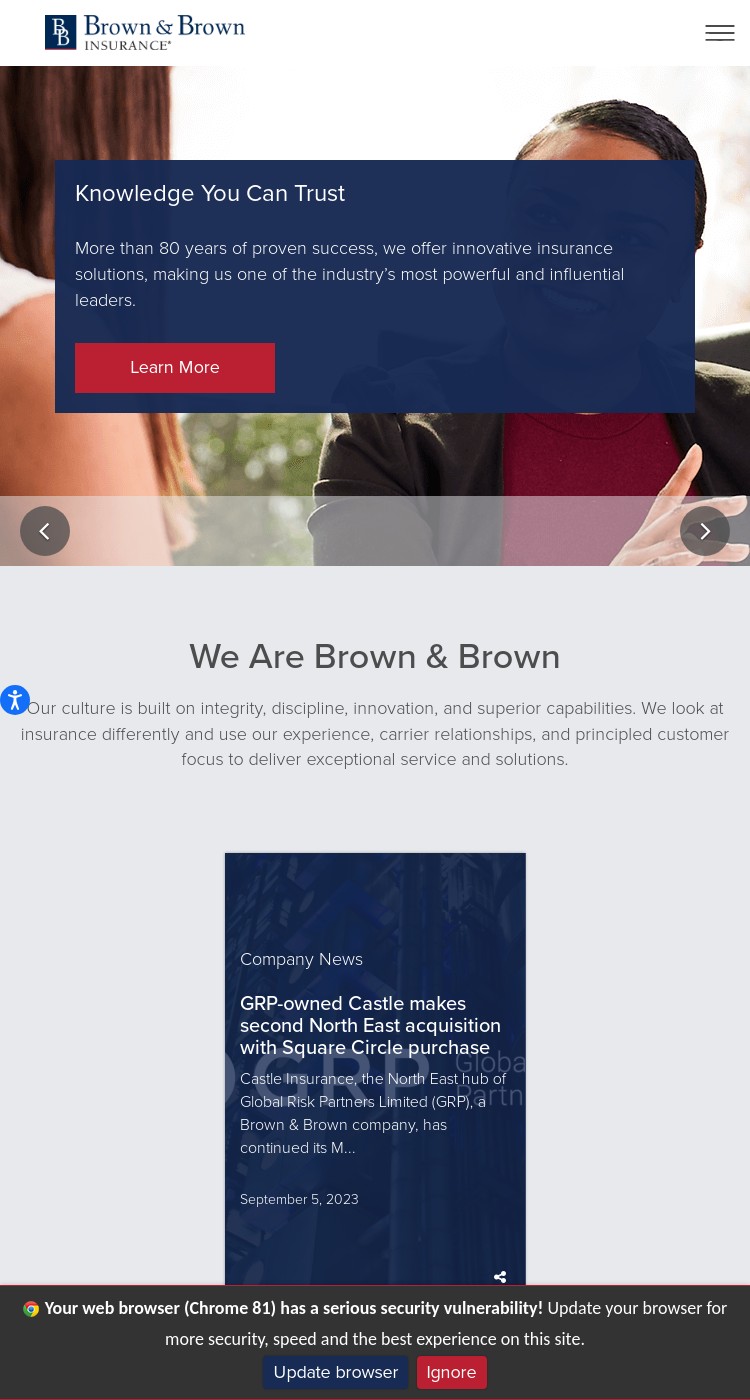 Brown & Brown
INSURANCE®
Knowledge You Can Trust
More than 80 years of proven success, we offer innovative insurance
solutions, making us one of the industry's most powerful and influential
leaders.
Learn More
We Are Brown & Brown
Our culture is built on integrity, discipline, innovation, and superior capabilities. We look at
insurance differently and use our experience, carrier relationships, and principled customer
focus to deliver exceptional service and solutions.
Company News
GRP-owned Castle makes
second North East acquisition
with Square Circle purchase
GRP
Globa
Partn
Castle Insurance, the North East hub of
Global Risk Partners Limited (GRP), a
Brown & Brown company, has
continued its M...
September 5, 2023
Your web browser (Chrome 81) has a serious security vulnerability! Update your browser for
more security, speed and the best experience on this site.
Update browser Ignore